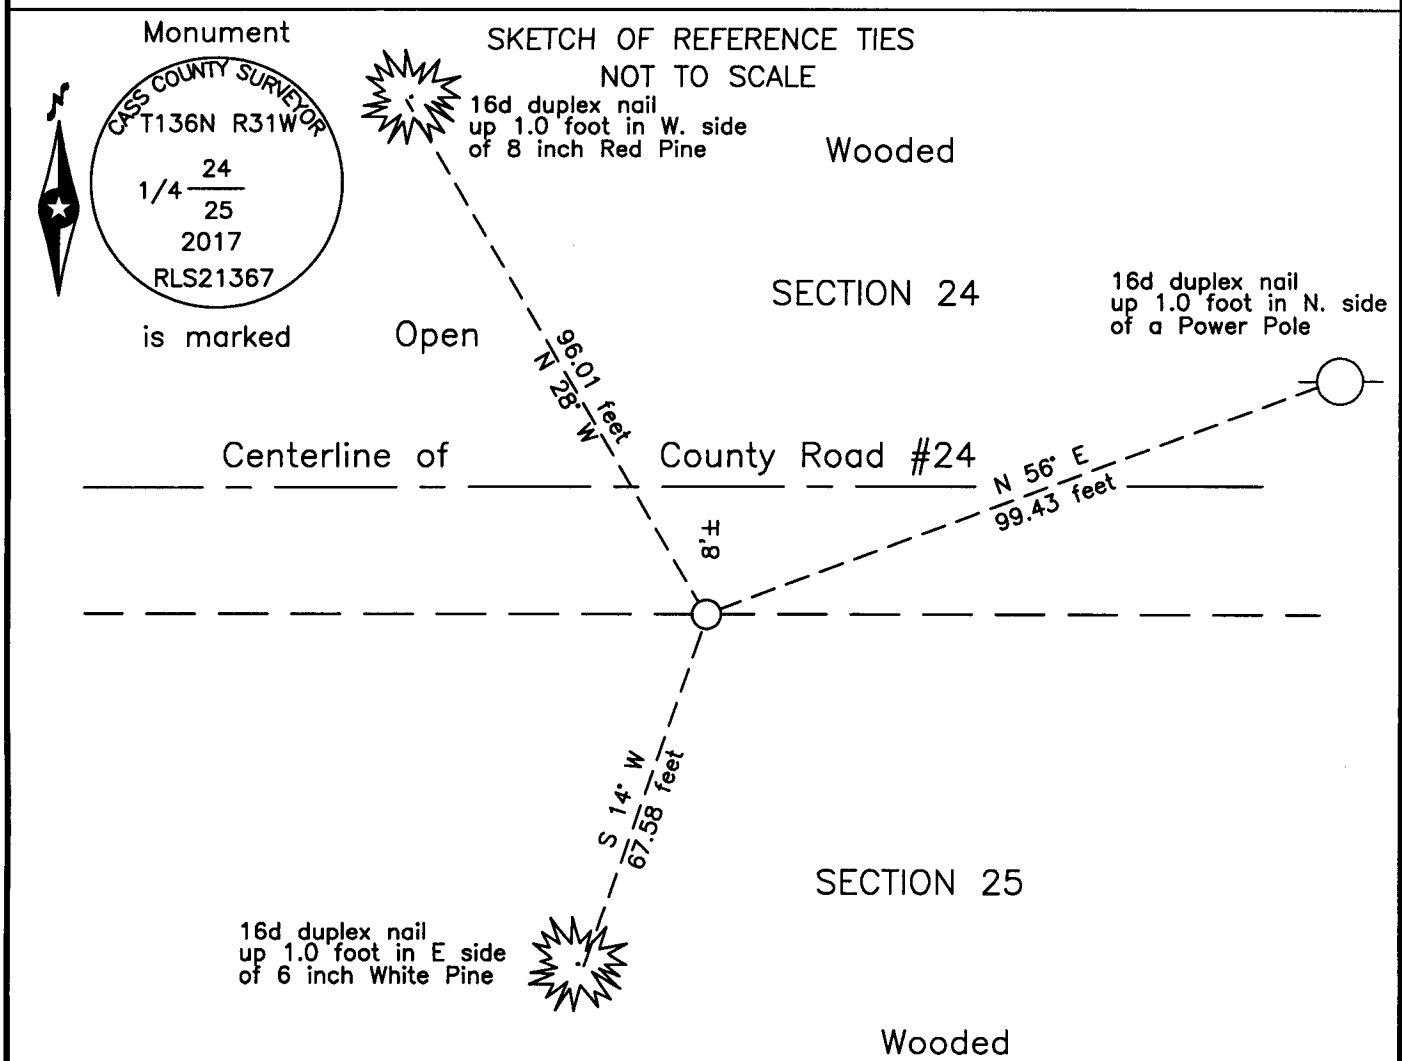 Monument
SKETCH OF REFERENCE TIES
NOT TO SCALE
N
CASS COUNTY SURVEYOR
T136N R31W
1/4 24
25
2017
RLS21367
is marked
16d duplex nail
up 1.0 foot in W. side
of 8 inch Red Pine
Wooded
SECTION 24
16d duplex nail
up 1.0 foot in N. side
of a Power Pole
Open
96.01 feet
N 28° W
Centerline of County Road #24
N 56° E
99.43 feet
8'±
S 14° W
67.58 feet
SECTION 25
16d duplex nail
up 1.0 foot in E side
of 6 inch White Pine
Wooded